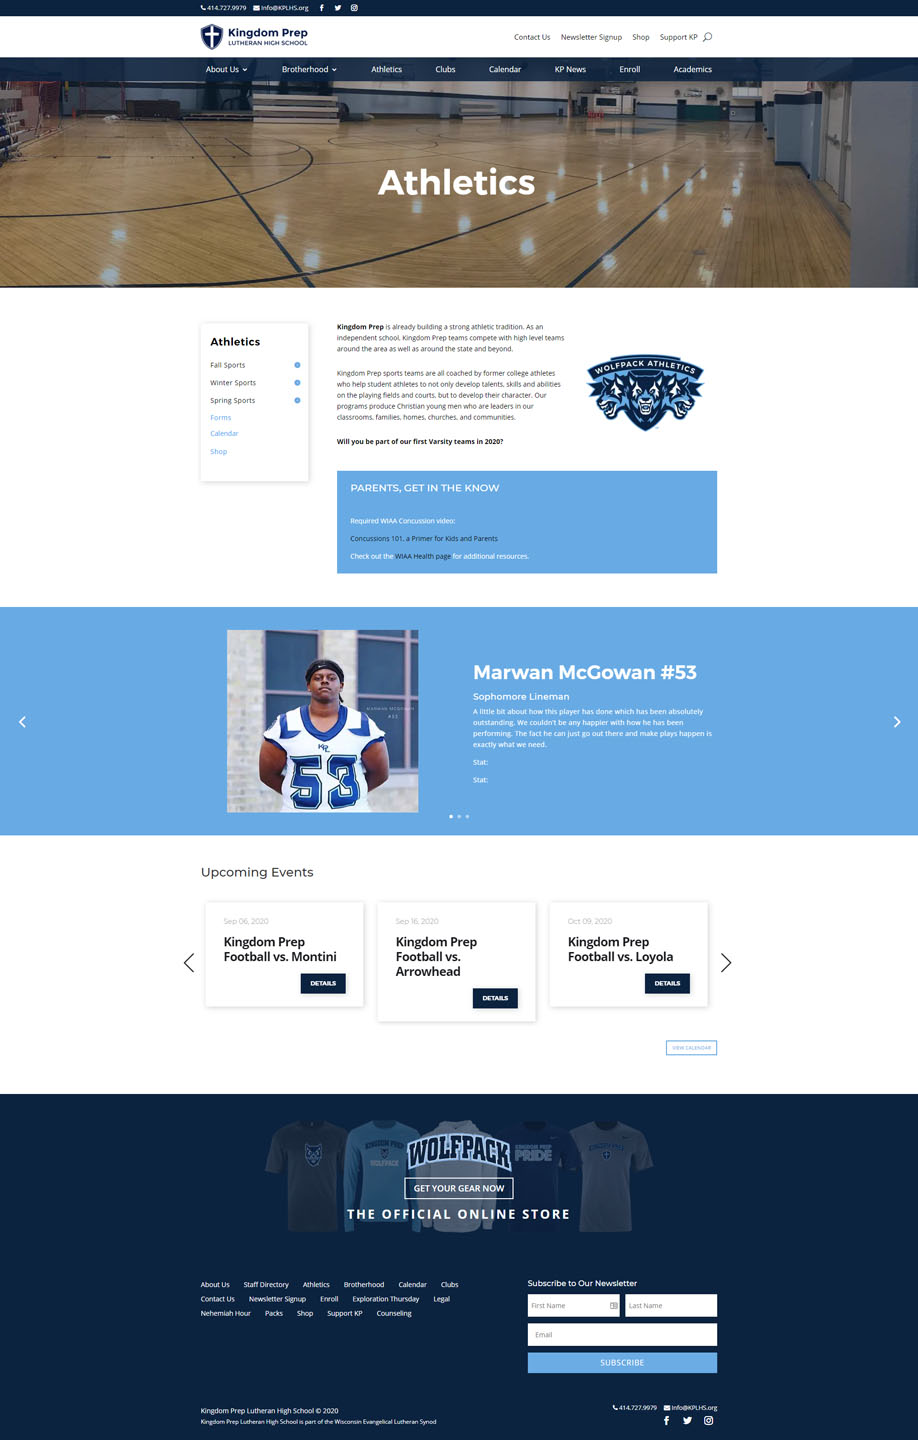 414.727.9979 Info@KPLHS.org
Kingdom Prep
LUTHERAN HIGH SCHOOL
Contact Us Newsletter Signup Shop Support KP
About Us Brotherhood Athletics Clubs Calendar KP News Enroll Academics
Athletics
Athletics
Fall Sports
Winter Sports
Spring Sports
Forms
Calendar
Shop
Kingdom Prep is already building a strong athletic tradition. As an
independent school, Kingdom Prep teams compete with high level teams
around the area as well as around the state and beyond.
Kingdom Prep sports teams are all coached by former college athletes
who help student athletes to not only develop talents, skills and abilities
on the playing fields and courts, but to develop their character. Our
programs produce Christian young men who are leaders in our
classrooms, families, homes, churches, and communities.
Will you be part of our first Varsity teams in 2020?
WOLFPACK ATHLETICS
PARENTS, GET IN THE KNOW
Required WIAA Concussion video:
Concussions 101, a Primer for Kids and Parents
Check out the WIAA Health page for additional resources.
MARWAN MCGOWAN
#53
KPL
53
Marwan McGowan #53
Sophomore Lineman
A little bit about how this player has done which has been absolutely
outstanding. We couldn't be any happier with how he has been
performing. The fact he can just go out there and make plays happen is
exactly what we need.
Stat:
Stat:
Upcoming Events
Sep 06, 2020
Kingdom Prep
Football vs. Montini
DETAILS
Sep 16, 2020
Kingdom Prep
Football vs.
Arrowhead
DETAILS
Oct 09, 2020
Kingdom Prep
Football vs. Loyola
DETAILS
VIEW CALENDAR
KINGDOM PREP
WOLFPACK
WOLFPACK
KINGDOM PREP
PRIDE
KINGDOM PREP
GET YOUR GEAR NOW
THE OFFICIAL ONLINE STORE
About Us Staff Directory Athletics Brotherhood Calendar Clubs
Contact Us Newsletter Signup Enroll Exploration Thursday Legal
Nehemiah Hour Packs Shop Support KP Counseling
Subscribe to Our Newsletter
First Name Last Name
Email
SUBSCRIBE
Kingdom Prep Lutheran High School © 2020
Kingdom Prep Lutheran High School is part of the Wisconsin Evangelical Lutheran Synod
414.727.9979 Info@KPLHS.org